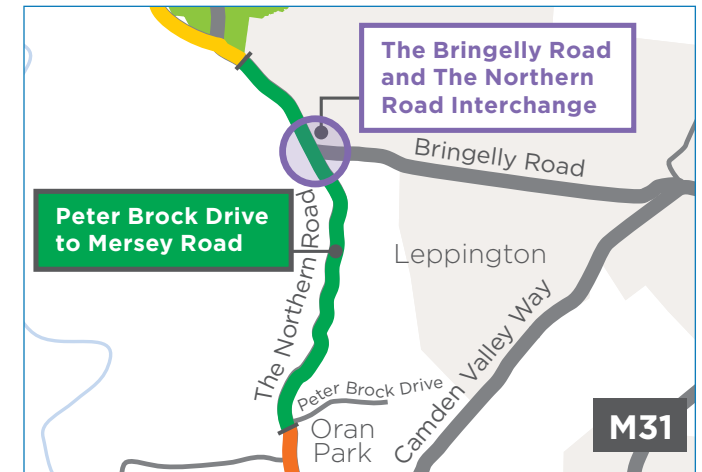 The Bringelly Road
and The Northern
Road Interchange
Bringelly Road
Peter Brock Drive
to Mersey Road
The Northern Road
Leppington
Camden Valley Way
Peter Brock Drive
Oran
Park
M31